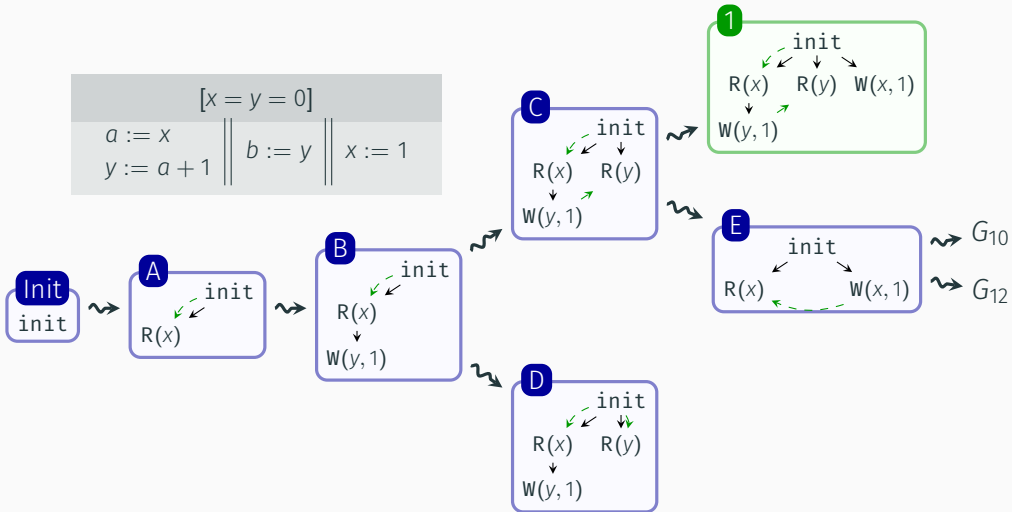 [x = y = 0]
a := x
y := a + 1
b := y
x := 1
Init
init
A
init
R(x)
B
init
R(x)
W(y, 1)
C
init
R(x) R(y)
W(y, 1)
D
init
R(x) R(y)
W(y, 1)
1
init
R(x) R(y) W(x, 1)
W(y, 1)
E
init
R(x) W(x, 1)
G10
G12